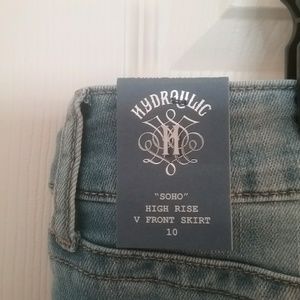 HYDRAULIC
H
"SOHO"
HIGH RISE
V FRONT SKIRT
10